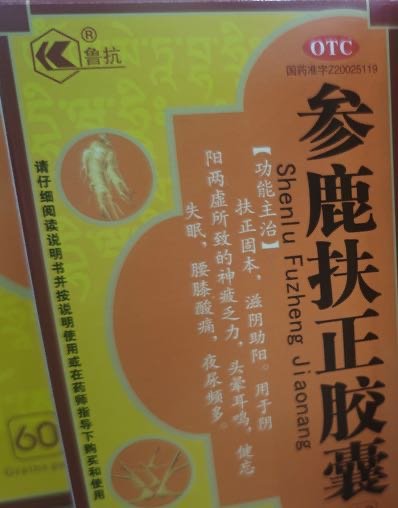 鲁抗
®
OTC
国药准字Z20025119
参鹿扶正胶囊
Shenlu Fuzheng Jiaonang
【功能主治】
扶正固本，滋阴助阳。用于阴
阳两虚所致的神疲乏力，头晕耳鸣，健忘
失眠，腰膝酸痛，夜尿频多。
请仔细阅读说明书并按说明使用或在药师指导下购买和使用
60